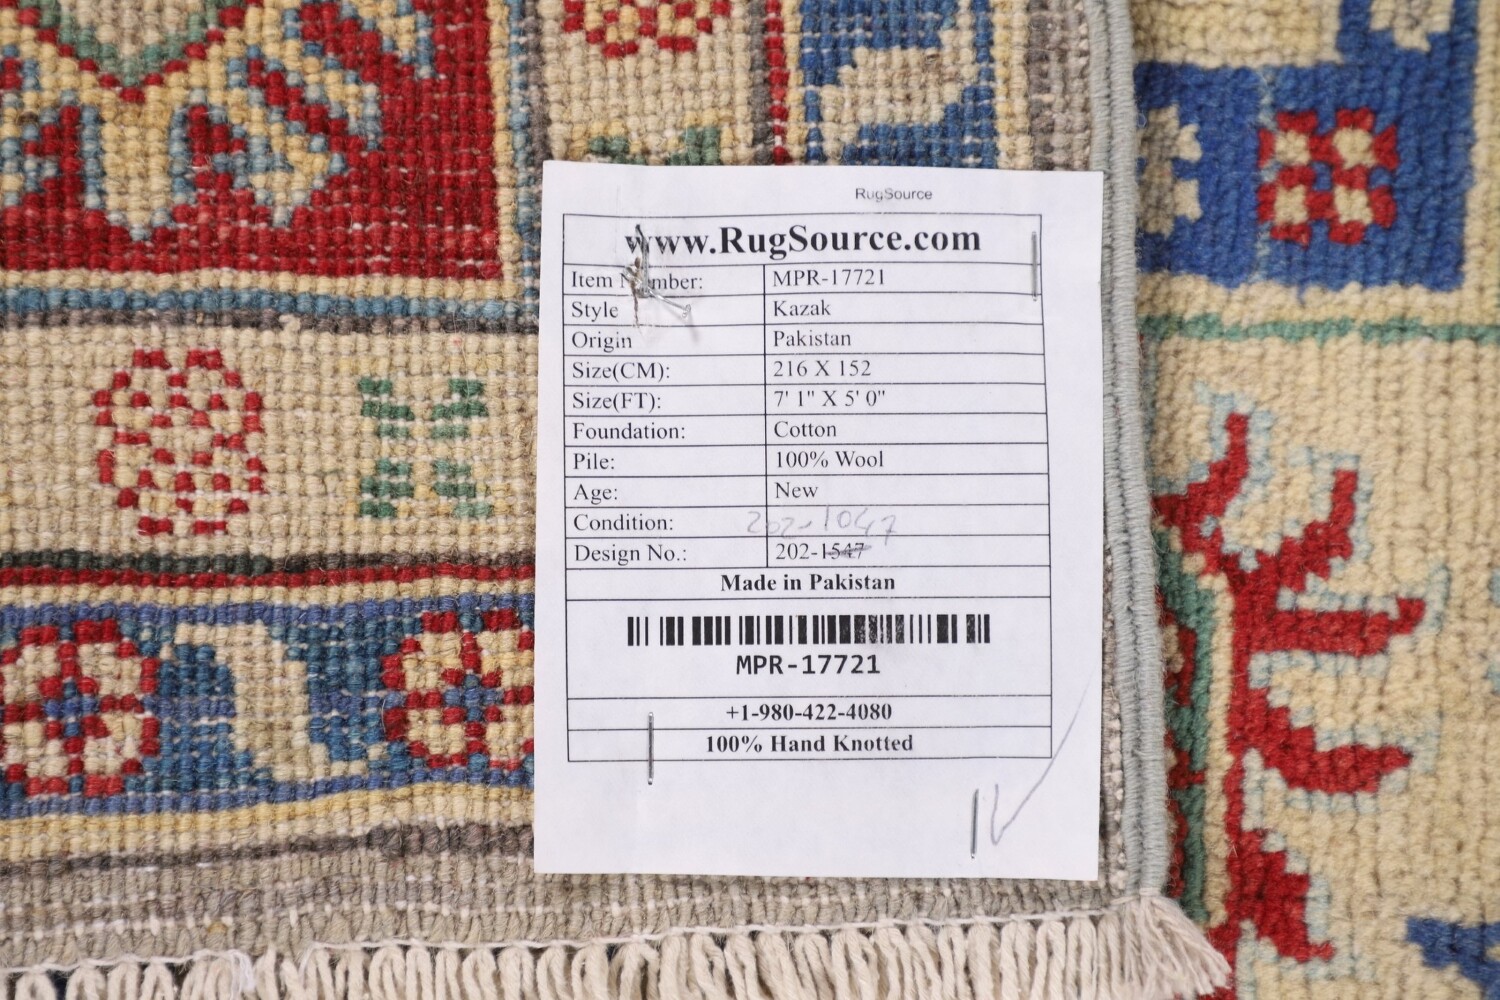 RugSource
www.RugSource.com
Item Number: MPR-17721
Style Kazak
Origin Pakistan
Size(CM): 216 X 152
Size(FT): 7' 1" X 5' 0"
Foundation: Cotton
Pile: 100% Wool
Age: New
Condition: 202-1047
Design No.: 202-1547
Made in Pakistan
MPR-17721
+1-980-422-4080
100% Hand Knotted